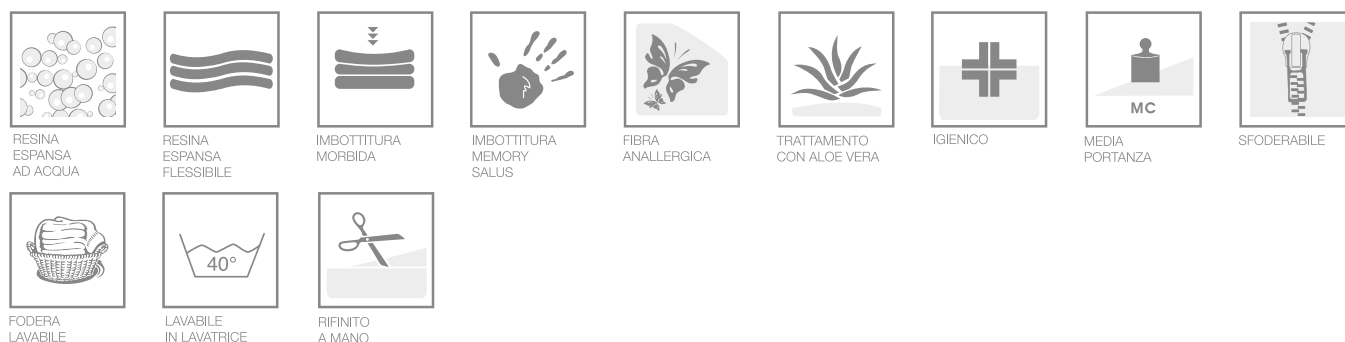 MC
RESINA
ESPANSA
AD ACQUA
RESINA
ESPANSA
FLESSIBILE
IMBOTTITURA
MORBIDA
IMBOTTITURA
MEMORY
SALUS
FIBRA
ANALLERGICA
TRATTAMENTO
CON ALOE VERA
IGIENICO
MEDIA
PORTANZA
SFODERABILE
40°
FODERA
LAVABILE
LAVABILE
IN LAVATRICE
RIFINITO
A MANO